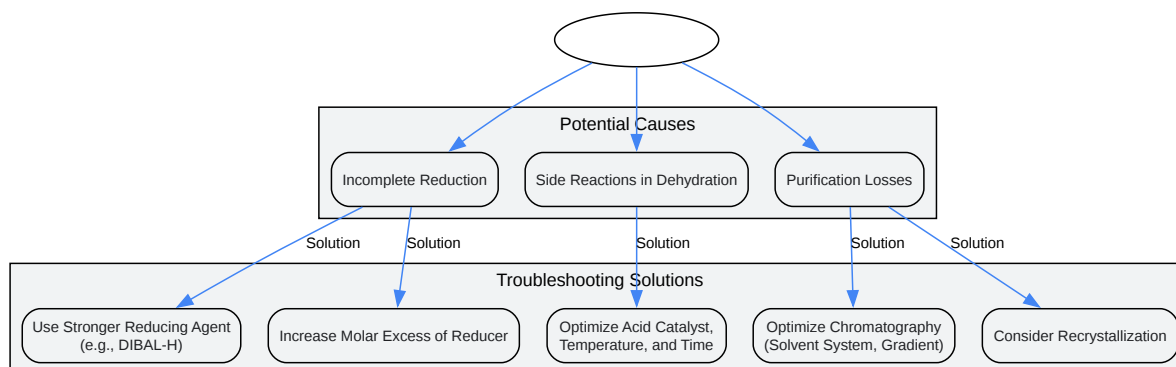 Potential Causes
Incomplete Reduction
Side Reactions in Dehydration
Purification Losses
Solution
Solution
Solution
Solution
Solution
Troubleshooting Solutions
Use Stronger Reducing Agent
(e.g., DIBAL-H)
Increase Molar Excess of Reducer
Optimize Acid Catalyst,
Temperature, and Time
Optimize Chromatography
(Solvent System, Gradient)
Consider Recrystallization